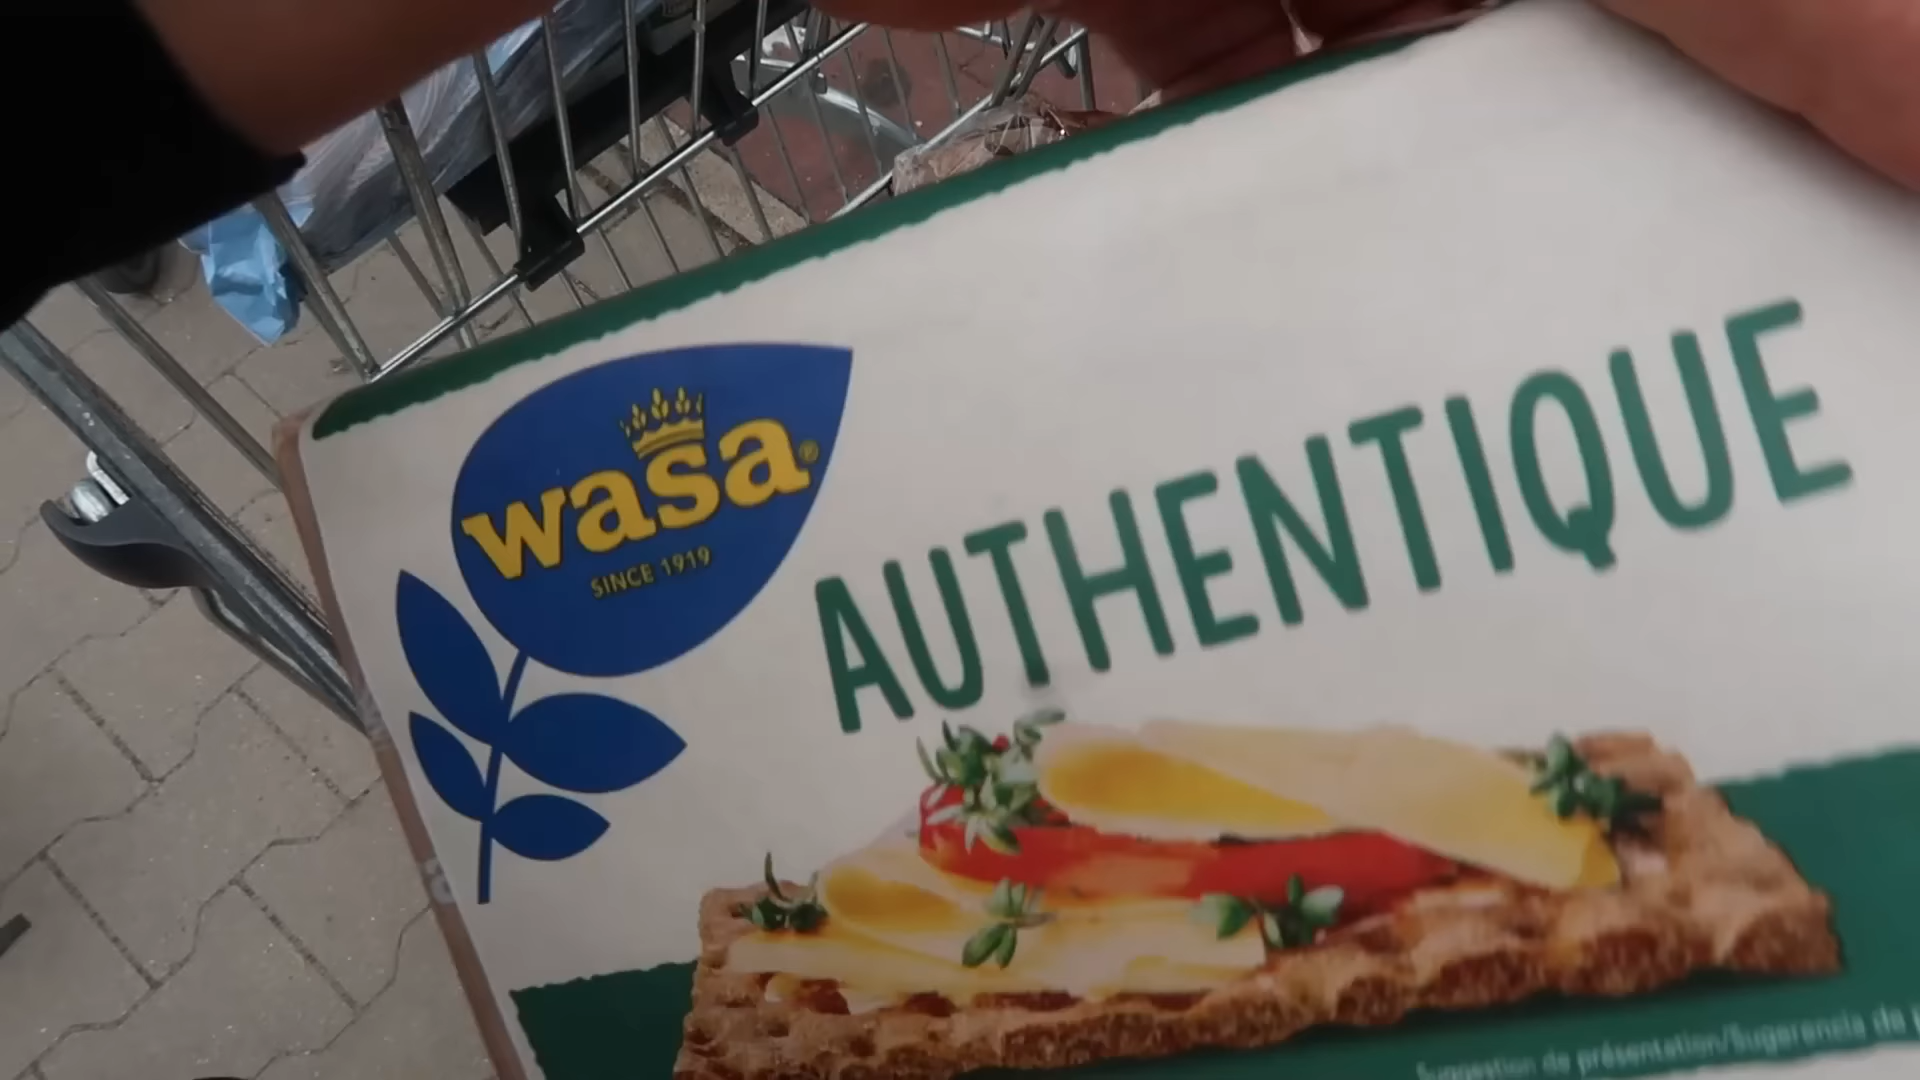 wasa®
SINCE 1919
AUTHENTIQUE
Suggestion de présentation/Sugerencia de